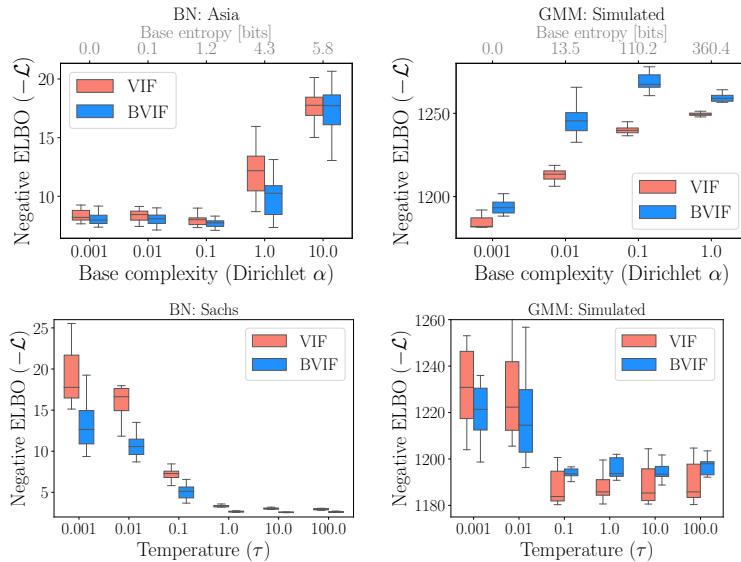 BN: Asia
Base entropy [bits]
0.0 0.1 1.2 4.3 5.8
20
15
10
Negative ELBO (−ℒ)
VIF
BVIF
0.001 0.01 0.1 1.0 10.0
Base complexity (Dirichlet α)
GMM: Simulated
Base entropy [bits]
0.0 13.5 110.2 360.4
1250
1200
Negative ELBO (−ℒ)
VIF
BVIF
0.001 0.01 0.1 1.0
Base complexity (Dirichlet α)
BN: Sachs
25
20
15
10
5
Negative ELBO (−ℒ)
VIF
BVIF
0.001 0.01 0.1 1.0 10.0 100.0
Temperature (τ)
GMM: Simulated
1260
1240
1220
1200
1180
Negative ELBO (−ℒ)
VIF
BVIF
0.001 0.01 0.1 1.0 10.0 100.0
Temperature (τ)